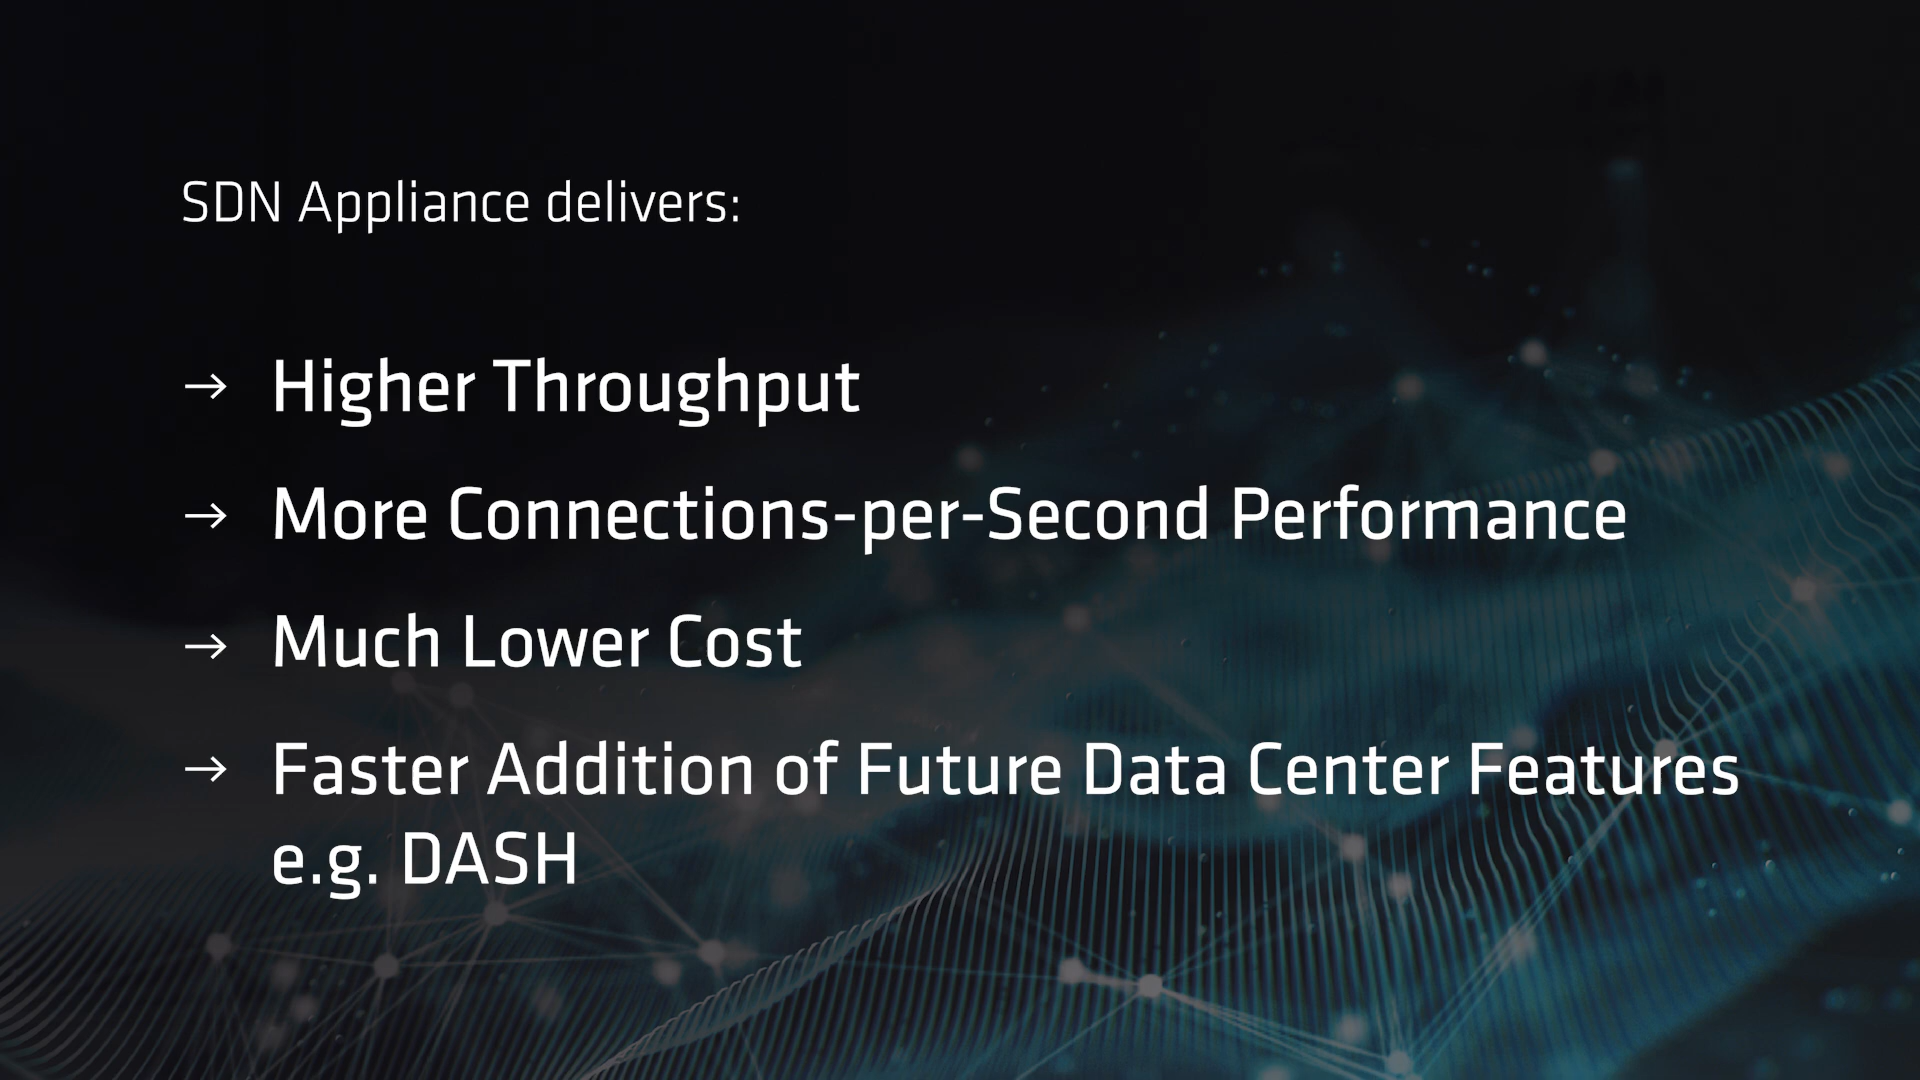 SDN Appliance delivers:
→ Higher Throughput
→ More Connections-per-Second Performance
→ Much Lower Cost
→ Faster Addition of Future Data Center Features
e.g. DASH